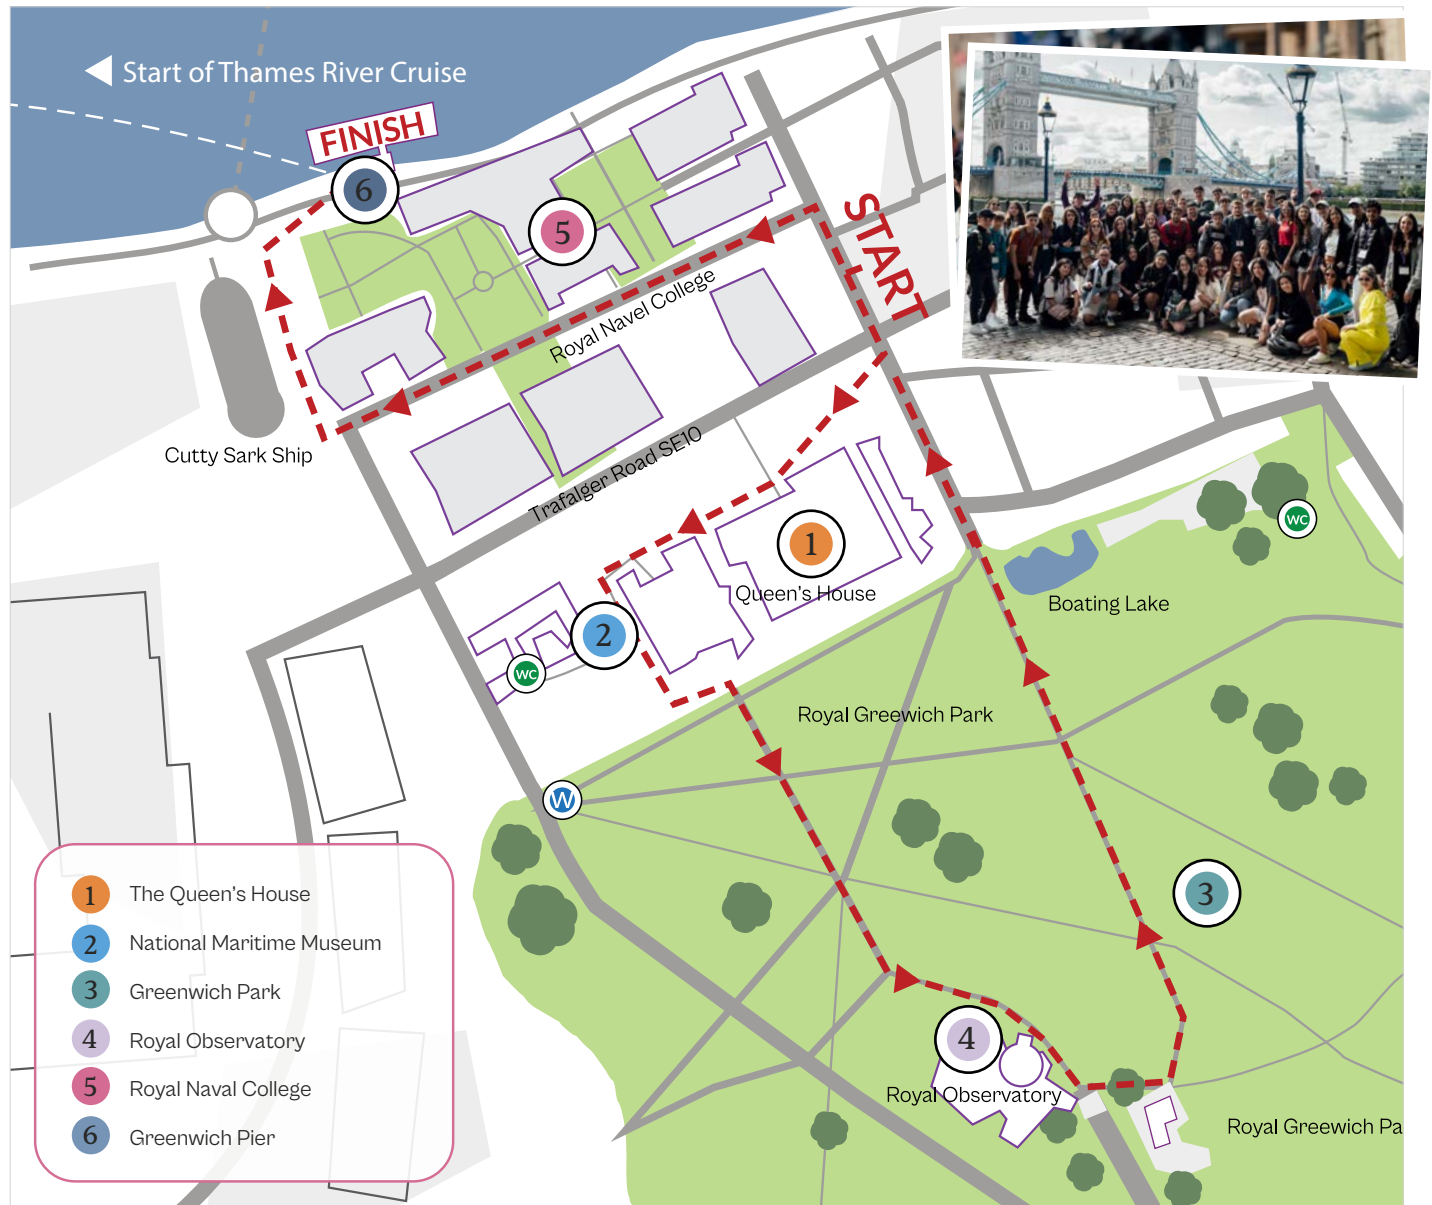 Start of Thames River Cruise
FINISH
6
5
START
Royal Navel College
Cutty Sark Ship
Trafalger Road SE10
1
Queen's House
2
WC
WC
Boating Lake
Royal Greewich Park
W
3
4
Royal Observatory
Royal Greewich Pa
1 The Queen's House
2 National Maritime Museum
3 Greenwich Park
4 Royal Observatory
5 Royal Naval College
6 Greenwich Pier